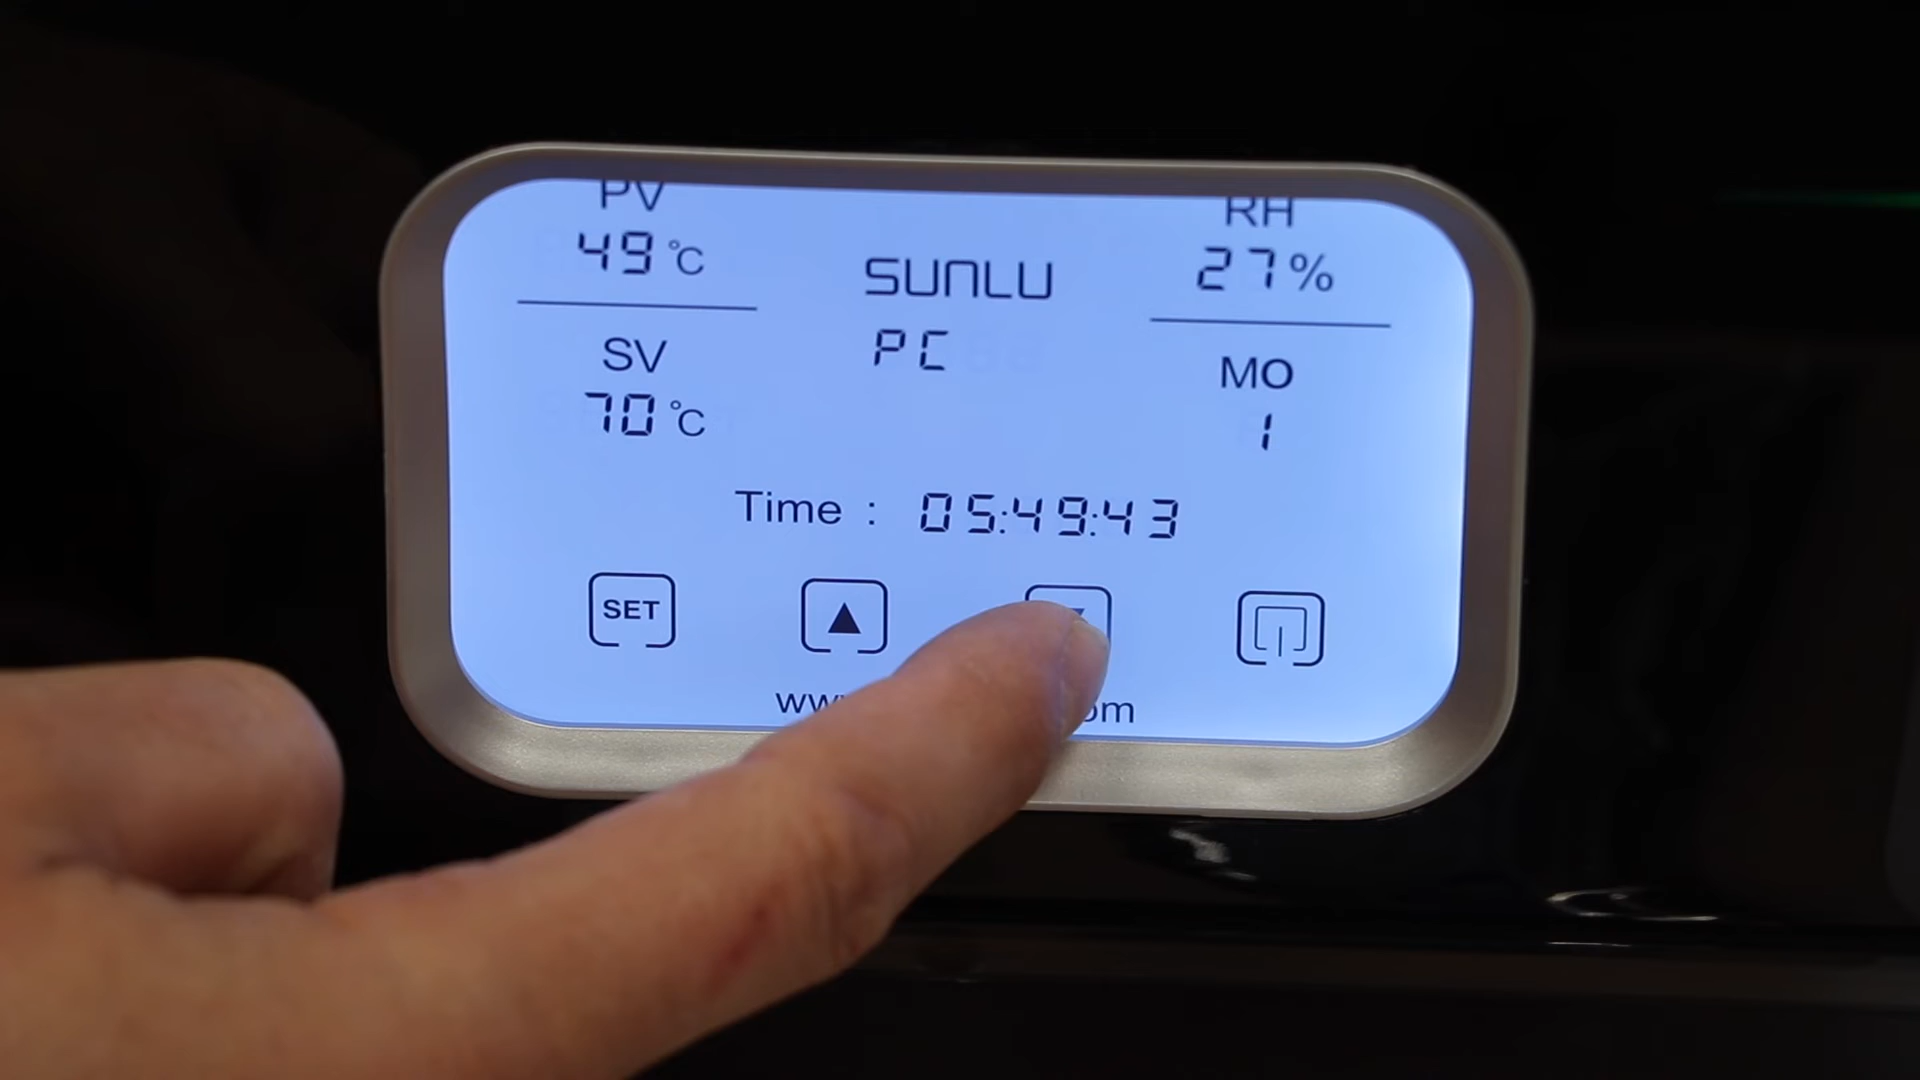 PV
49 °C
SUNLU
RH
27%
SV
70 °C
PC
MO
1
Time : 05:49:43
SET